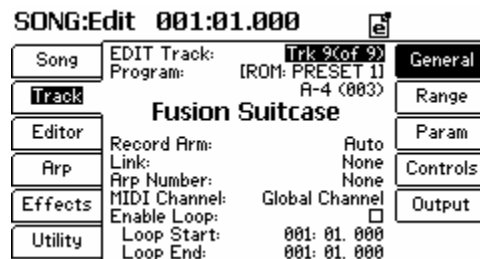 SONG:Edit 001:01.000 e
Song
Track
Editor
Arp
Effects
Utility
EDIT Track: Trk 9(of 9)
Program: [ROM: PRESET 1]
A-4 (003)
Fusion Suitcase
Record Arm: Auto
Link: None
Arp Number: None
MIDI Channel: Global Channel
Enable Loop:
Loop Start: 001: 01. 000
Loop End: 001: 01. 000
General
Range
Param
Controls
Output